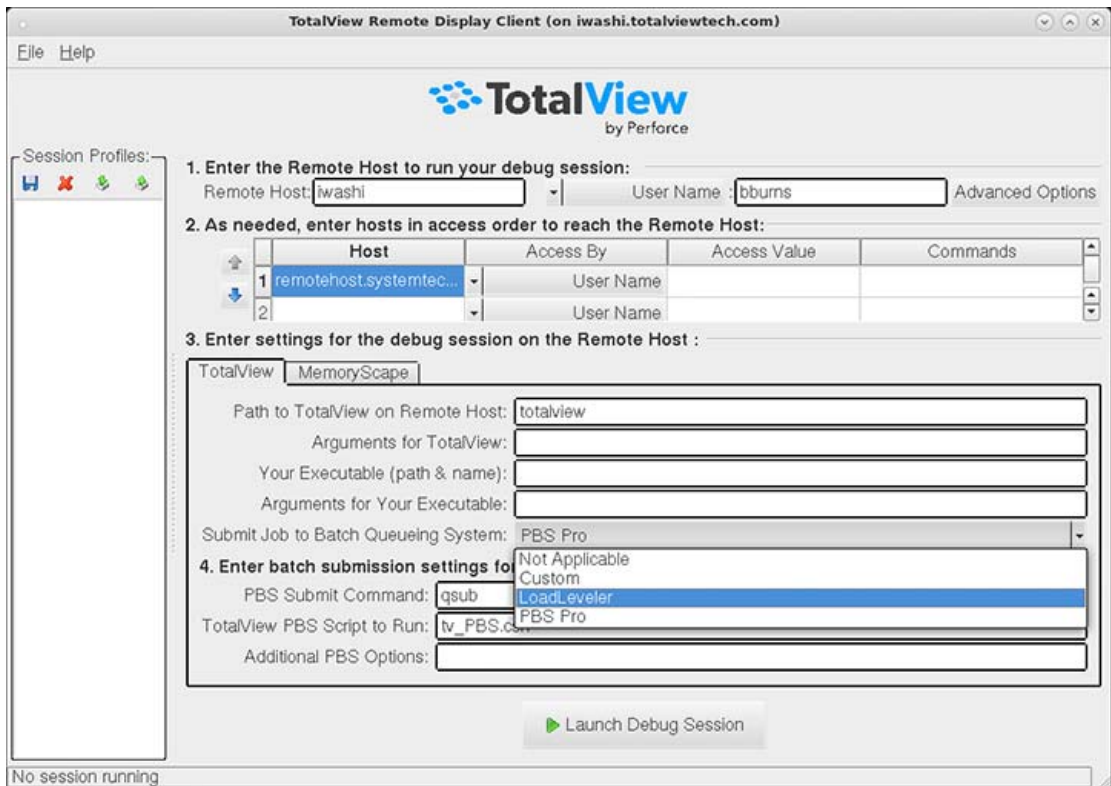 TotalView Remote Display Client (on iwashi.totalviewtech.com)
File Help
TotalView
by Perforce
Session Profiles:
1. Enter the Remote Host to run your debug session:
Remote Host: iwashi User Name : bburns Advanced Options
2. As needed, enter hosts in access order to reach the Remote Host:
Host Access By Access Value Commands
1 remotehost.systemtec... User Name
2 User Name
3. Enter settings for the debug session on the Remote Host :
TotalView MemoryScape
Path to TotalView on Remote Host: totalview
Arguments for TotalView:
Your Executable (path & name):
Arguments for Your Executable:
Submit Job to Batch Queueing System: PBS Pro
Not Applicable
Custom
LoadLeveler
PBS Pro
4. Enter batch submission settings fo
PBS Submit Command: qsub
TotalView PBS Script to Run:
Additional PBS Options:
Launch Debug Session
No session running